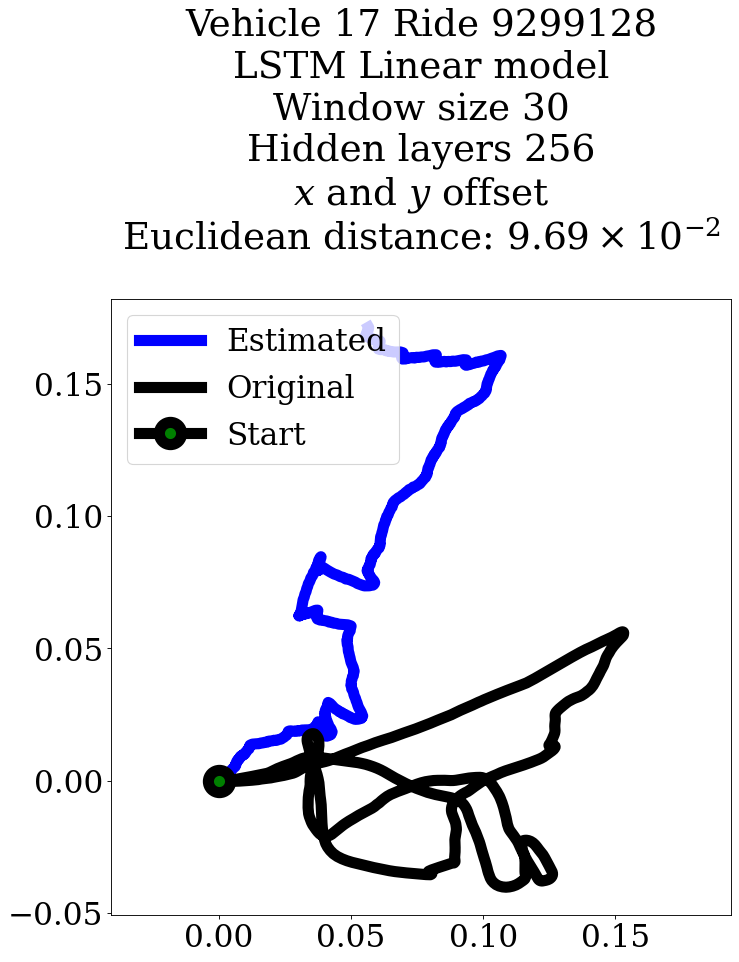 Vehicle 17 Ride 9299128
LSTM Linear model
Window size 30
Hidden layers 256
x and y offset
Euclidean distance: 9.69 × 10⁻²
Estimated
Original
Start
0.15
0.10
0.05
0.00
−0.05
0.00 0.05 0.10 0.15